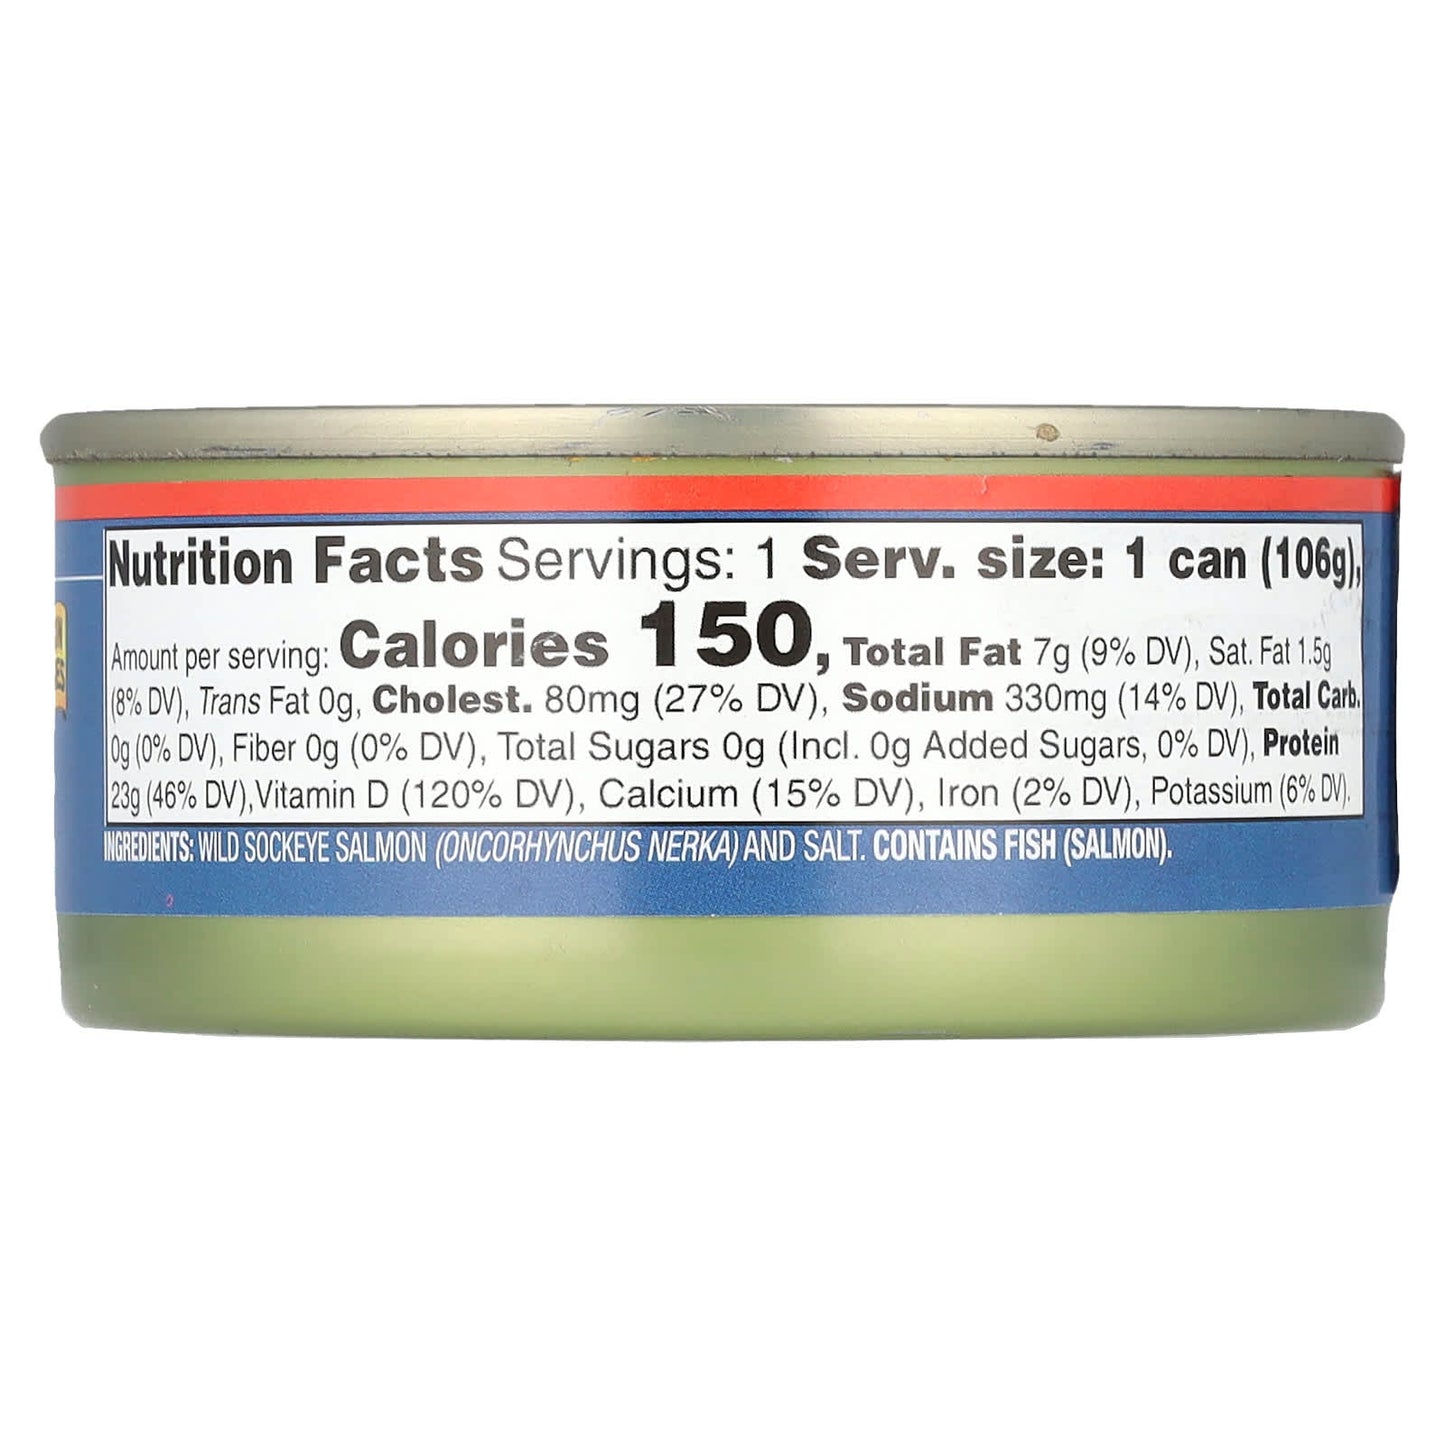 Nutrition Facts Servings: 1 Serv. size: 1 can (106g),
Amount per serving: Calories 150, Total Fat 7g (9% DV), Sat. Fat 1.5g
(8% DV), Trans Fat 0g, Cholest. 80mg (27% DV), Sodium 330mg (14% DV), Total Carb.
0g (0% DV), Fiber 0g (0% DV), Total Sugars 0g (Incl. 0g Added Sugars, 0% DV), Protein
23g (46% DV),Vitamin D (120% DV), Calcium (15% DV), Iron (2% DV), Potassium (6% DV).
INGREDIENTS: WILD SOCKEYE SALMON (ONCORHYNCHUS NERKA) AND SALT. CONTAINS FISH (SALMON).